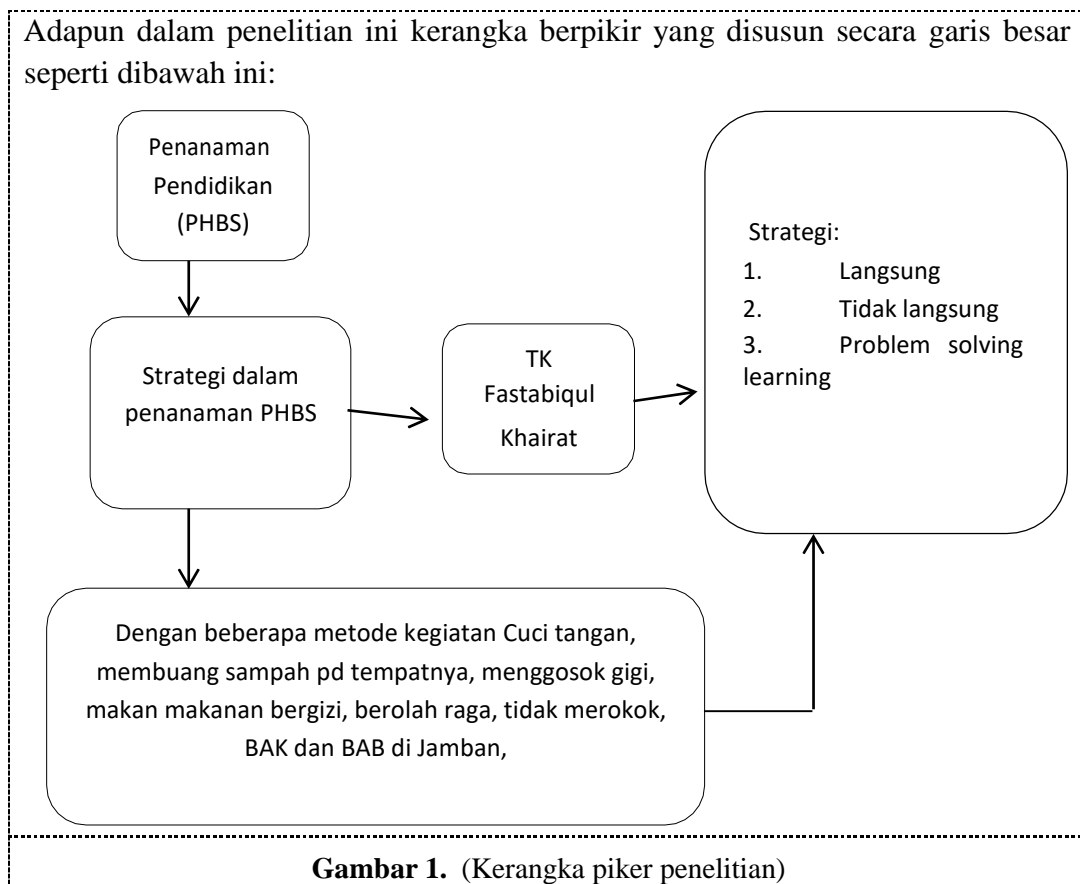 Adapun dalam penelitian ini kerangka berpikir yang disusun secara garis besar
seperti dibawah ini:
Penanaman
Pendidikan
(PHBS)
Strategi dalam
penanaman PHBS
TK
Fastabiqul
Khairat
Strategi:
1. Langsung
2. Tidak langsung
3. Problem solving
learning
Dengan beberapa metode kegiatan Cuci tangan,
membuang sampah pd tempatnya, menggosok gigi,
makan makanan bergizi, berolah raga, tidak merokok,
BAK dan BAB di Jamban,
Gambar 1. (Kerangka piker penelitian)